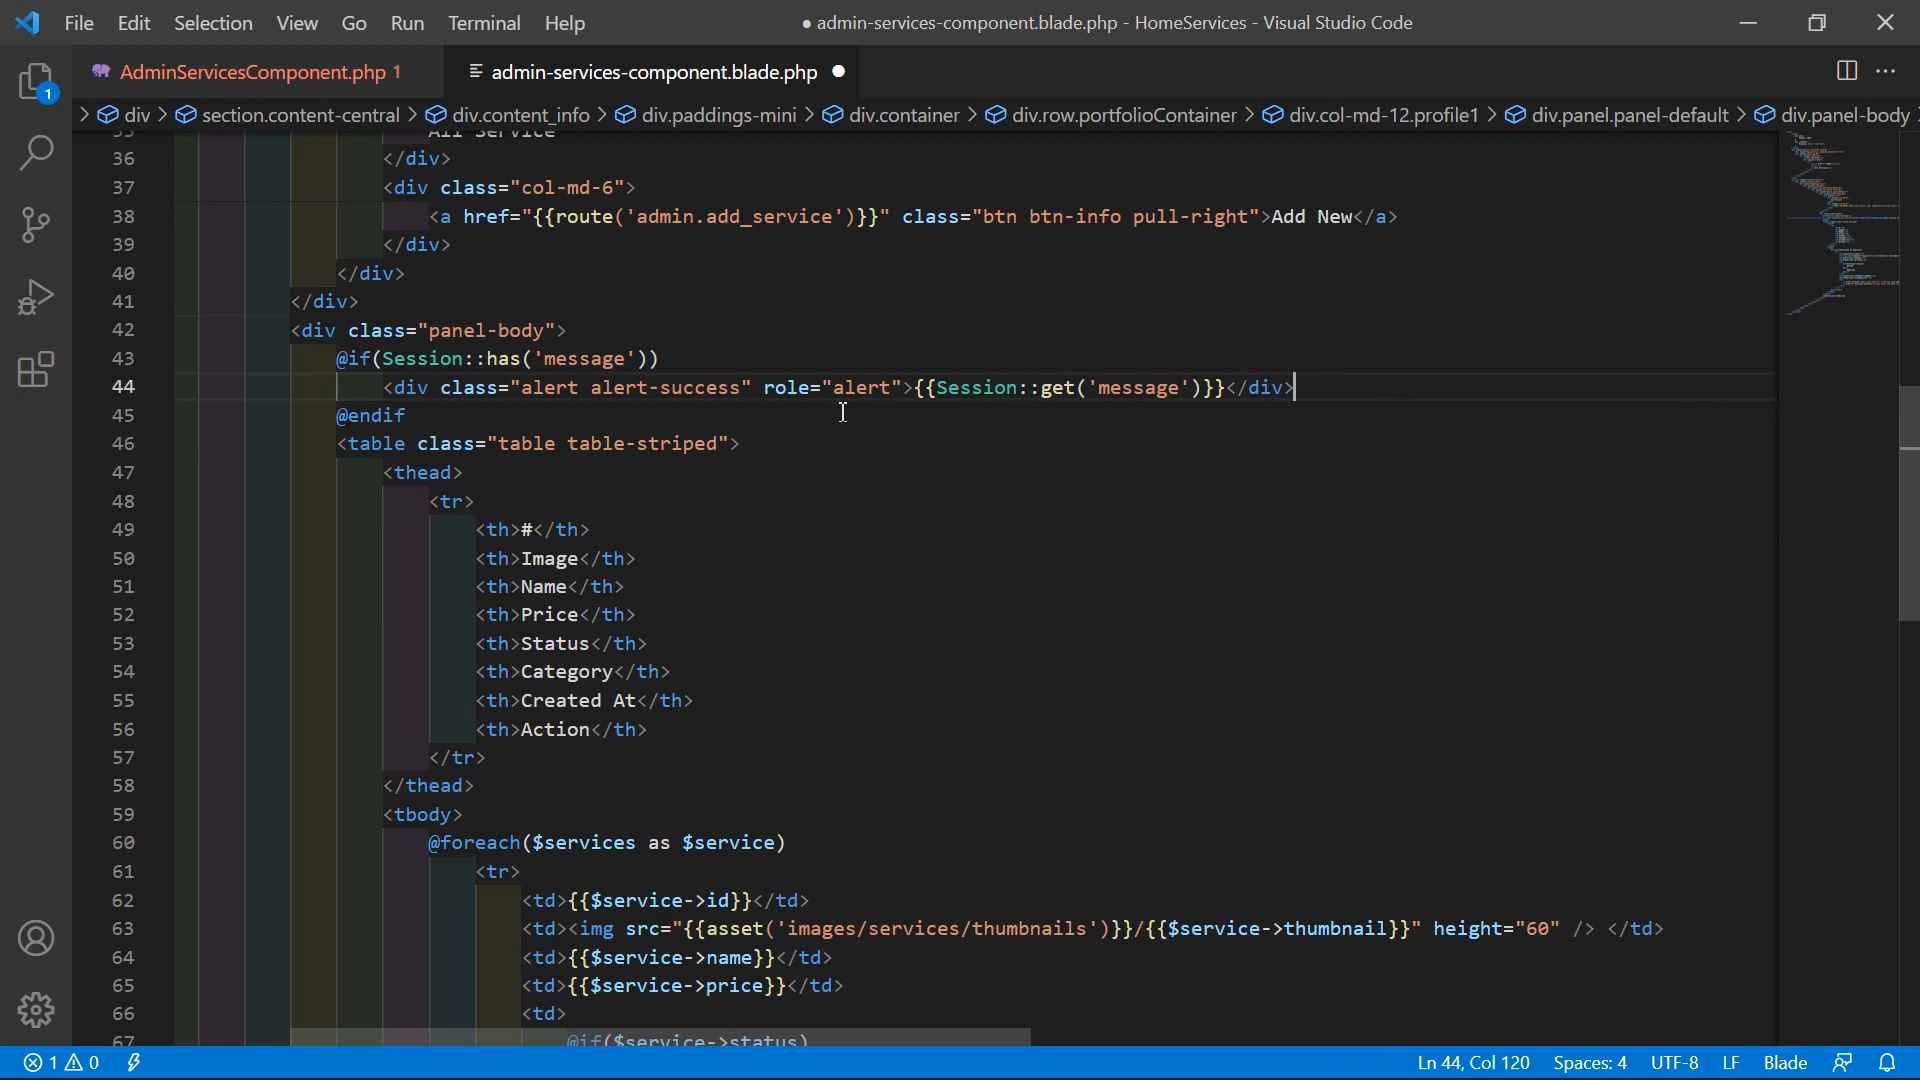 File Edit Selection View Go Run Terminal Help
● admin-services-component.blade.php - HomeServices - Visual Studio Code
AdminServicesComponent.php 1
admin-services-component.blade.php ●
1
> div > section.content-central > div.content_info > div.paddings-mini > div.container > div.row.portfolioContainer > div.col-md-12.profile1 > div.panel.panel-default > div.panel-body >
35 All Service
36 </div>
37 <div class="col-md-6">
38 <a href="{{route('admin.add_service')}}" class="btn btn-info pull-right">Add New</a>
39 </div>
40 </div>
41 </div>
42 <div class="panel-body">
43 @if(Session::has('message'))
44 <div class="alert alert-success" role="alert">{{Session::get('message')}}</div>
45 @endif
46 <table class="table table-striped">
47 <thead>
48 <tr>
49 <th>#</th>
50 <th>Image</th>
51 <th>Name</th>
52 <th>Price</th>
53 <th>Status</th>
54 <th>Category</th>
55 <th>Created At</th>
56 <th>Action</th>
57 </tr>
58 </thead>
59 <tbody>
60 @foreach($services as $service)
61 <tr>
62 <td>{{$service->id}}</td>
63 <td><img src="{{asset('images/services/thumbnails')}}/{{$service->thumbnail}}" height="60" /> </td>
64 <td>{{$service->name}}</td>
65 <td>{{$service->price}}</td>
66 <td>
67 @if($service->status)
1 0
Ln 44, Col 120 Spaces: 4 UTF-8 LF Blade